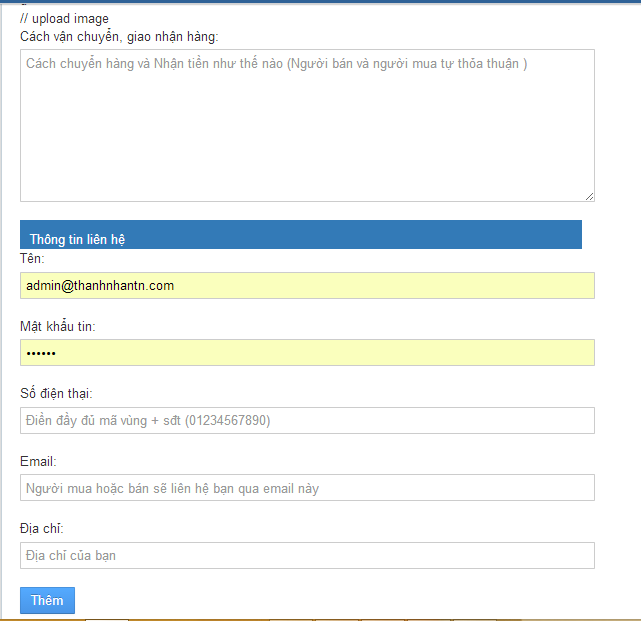 // upload image
Cách vận chuyển, giao nhận hàng:
Cách chuyển hàng và Nhận tiền như thế nào (Người bán và người mua tự thỏa thuận )
Thông tin liên hệ
Tên:
admin@thanhnhantn.com
Mật khẩu tin:
••••••
Số điện thại:
Điền đầy đủ mã vùng + sđt (01234567890)
Email:
Người mua hoặc bán sẽ liên hệ bạn qua email này
Địa chỉ:
Địa chỉ của bạn
Thêm